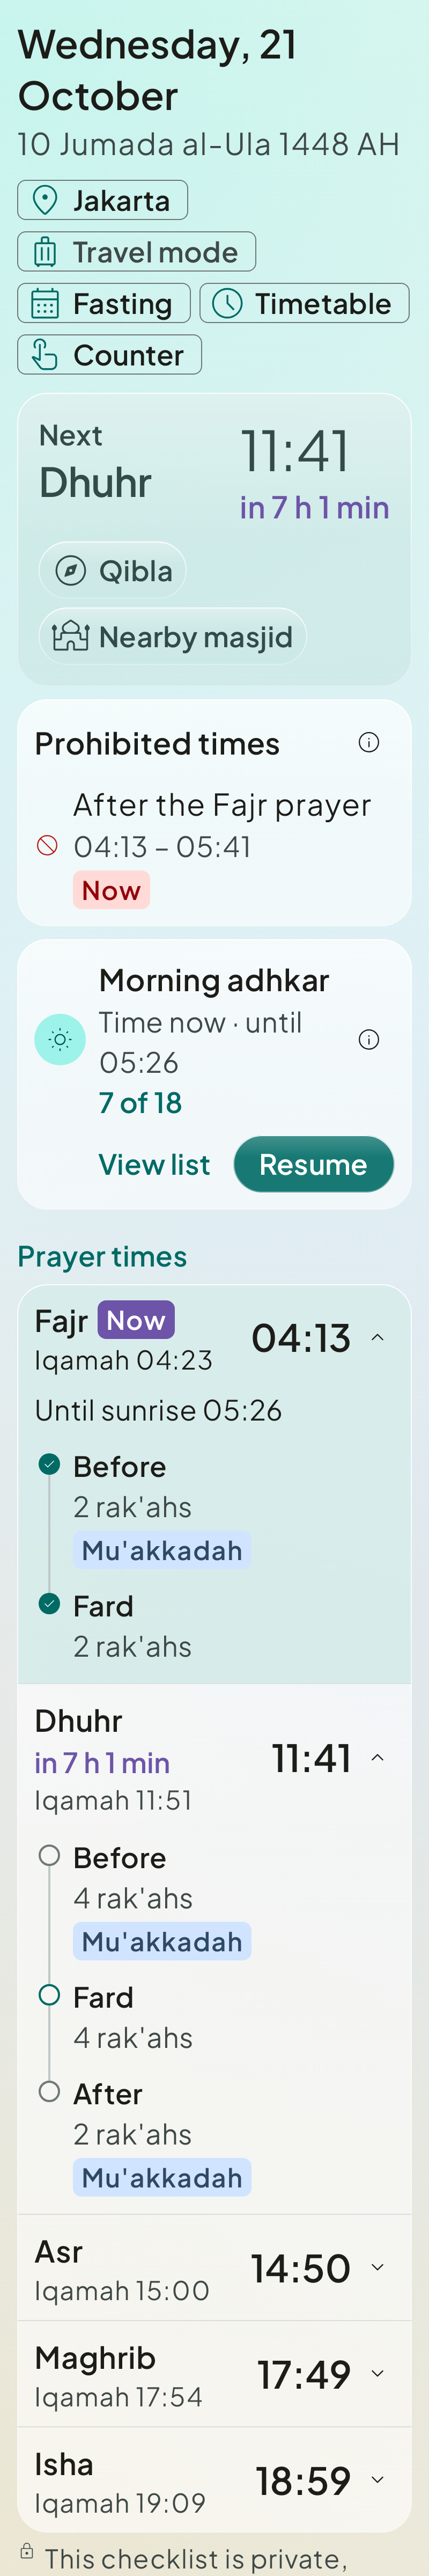 Wednesday, 21
October
10 Jumada al-Ula 1448 AH
Jakarta
Travel mode
Fasting
Timetable
Counter
Next
Dhuhr
11:41
in 7 h 1 min
Qibla
Nearby masjid
Prohibited times
After the Fajr prayer
04:13 – 05:41
Now
Morning adhkar
Time now · until
05:26
7 of 18
View list
Resume
Prayer times
Fajr Now
Iqamah 04:23
04:13
Until sunrise 05:26
Before
2 rak'ahs
Mu'akkadah
Fard
2 rak'ahs
Dhuhr
in 7 h 1 min
Iqamah 11:51
11:41
Before
4 rak'ahs
Mu'akkadah
Fard
4 rak'ahs
After
2 rak'ahs
Mu'akkadah
Asr
Iqamah 15:00
14:50
Maghrib
Iqamah 17:54
17:49
Isha
Iqamah 19:09
18:59
This checklist is private,